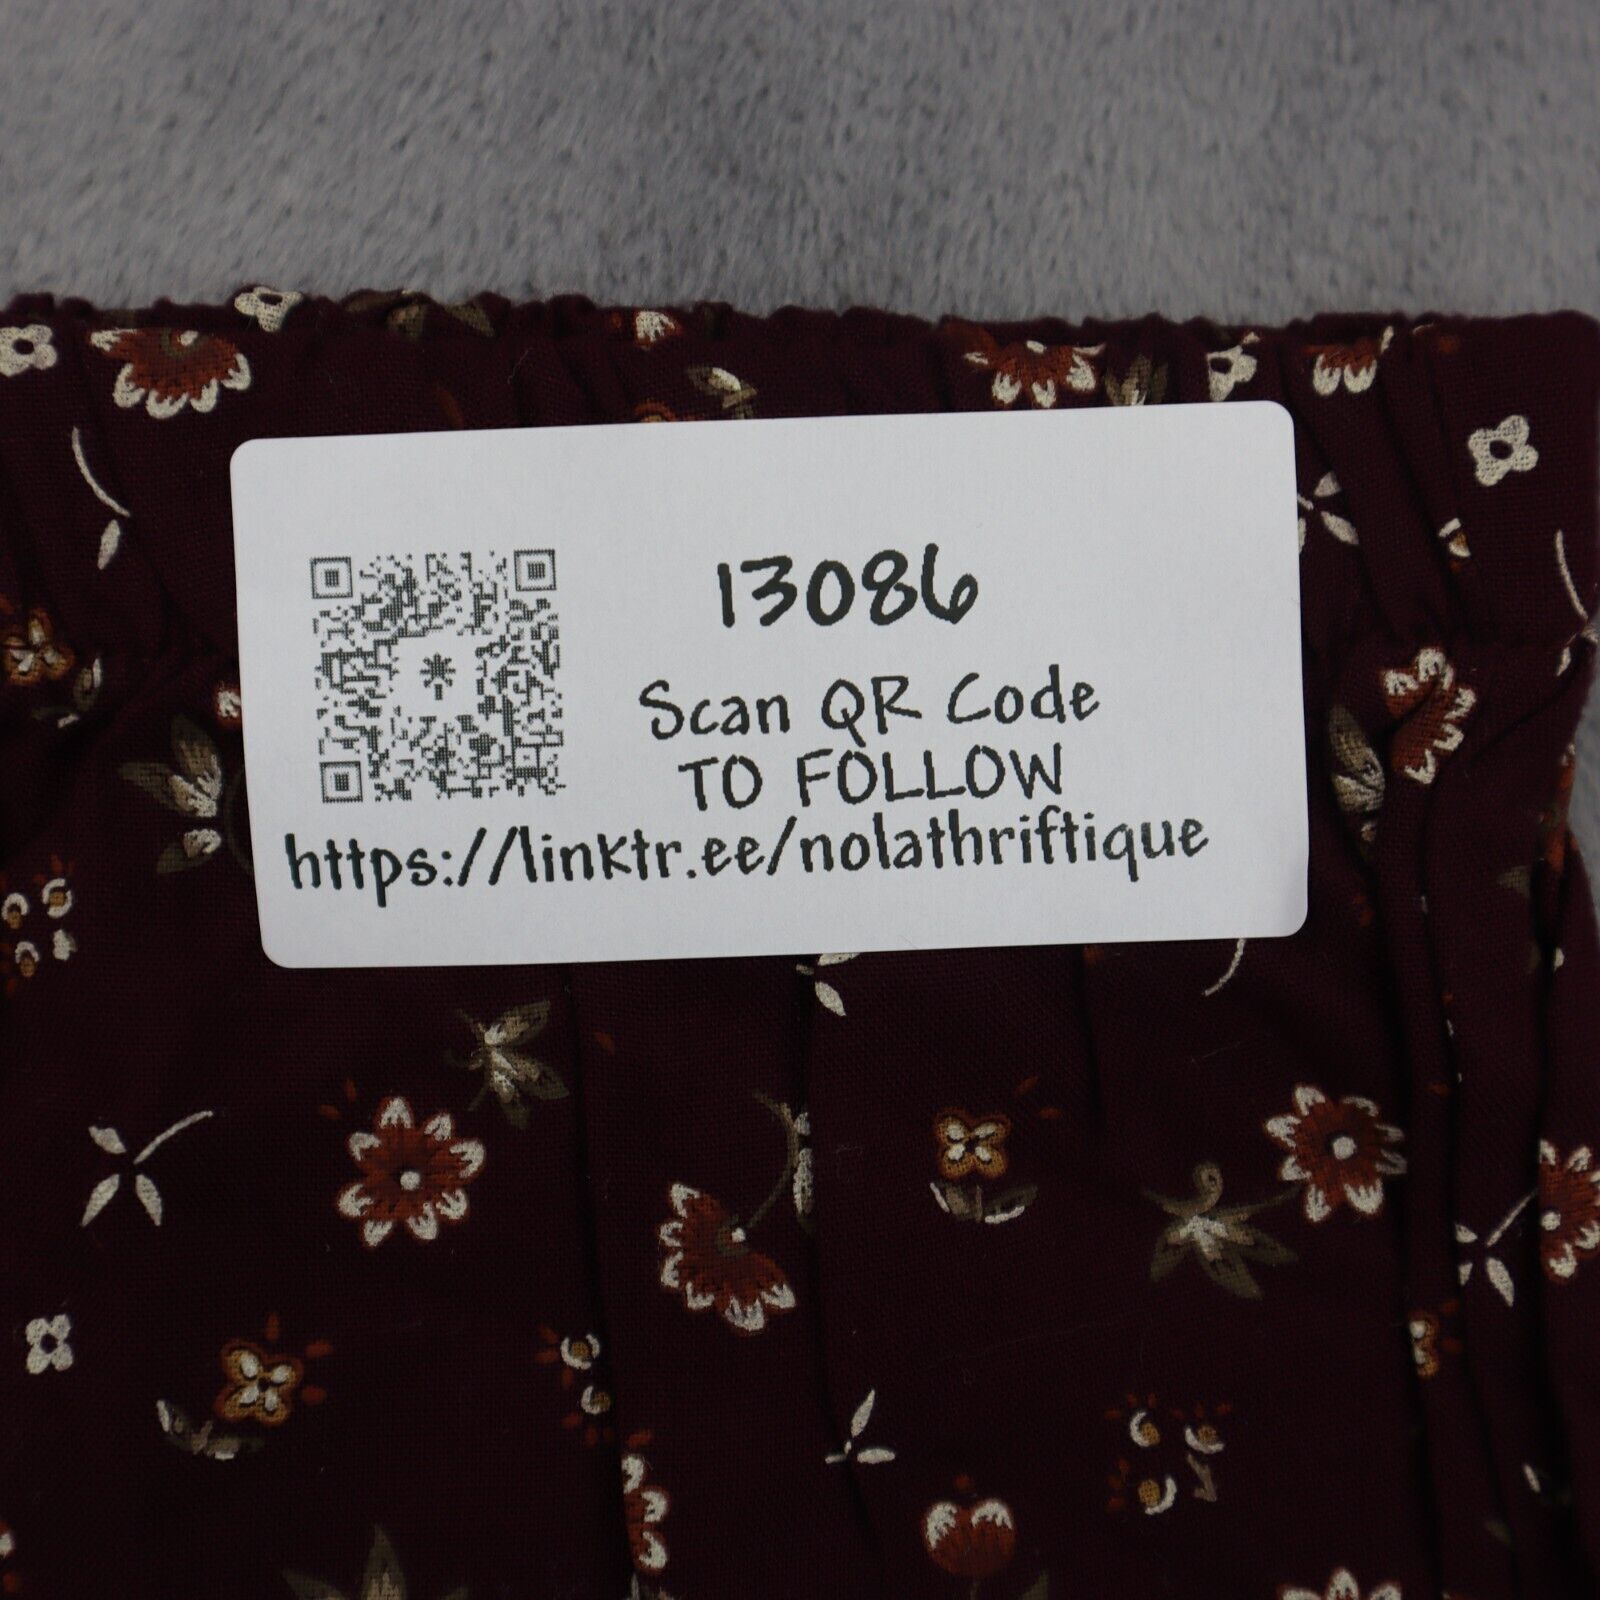 13086
Scan QR Code
TO FOLLOW
https://linktr.ee/nolathriftique